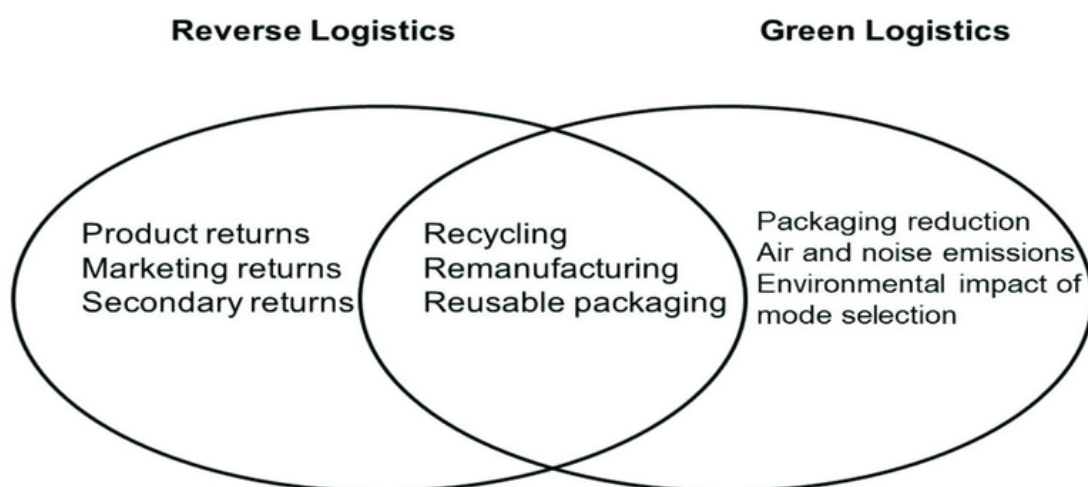 Reverse Logistics
Green Logistics
Product returns
Marketing returns
Secondary returns
Recycling
Remanufacturing
Reusable packaging
Packaging reduction
Air and noise emissions
Environmental impact of
mode selection